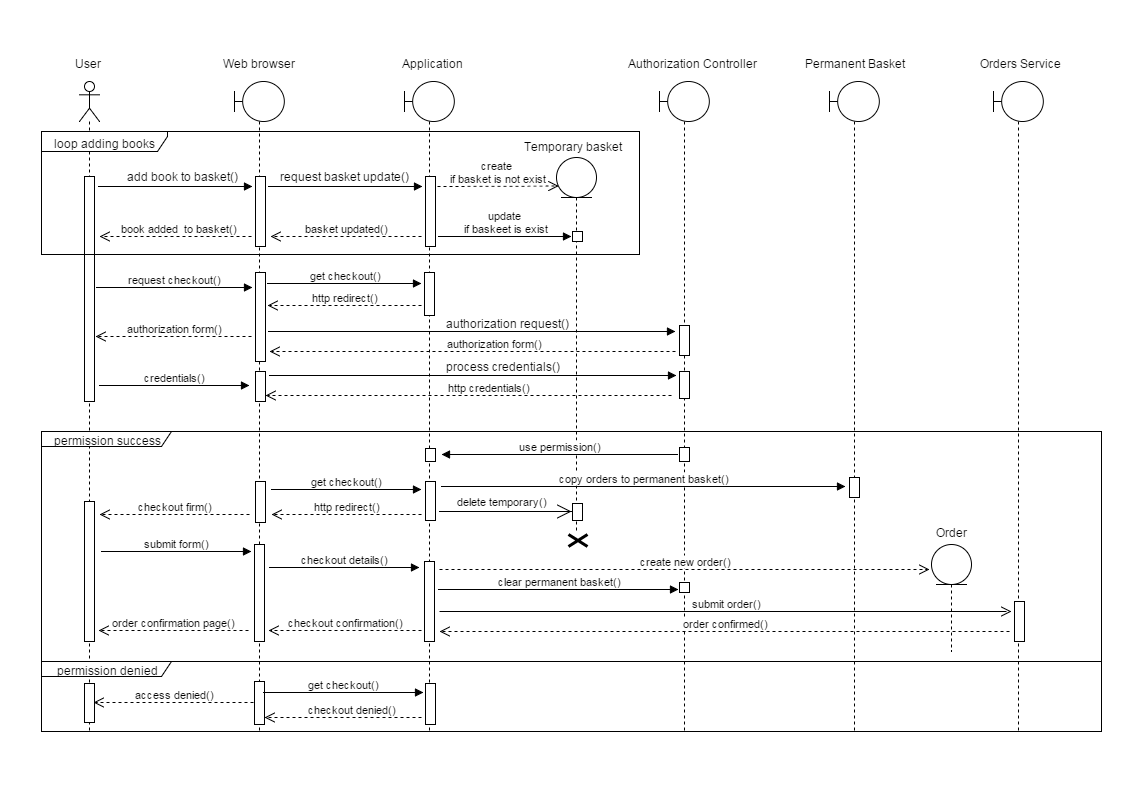 User
Web browser
Application
Authorization Controller
Permanent Basket
Orders Service
loop adding books
Temporary basket
add book to basket()
request basket update()
create
if basket is not exist
book added  to basket()
basket updated()
update
if baskeet is exist
request checkout()
get checkout()
http redirect()
authorization form()
authorization request()
authorization form()
credentials()
process credentials()
http credentials()
permission success
use permission()
get checkout()
copy orders to permanent basket()
checkout firm()
http redirect()
delete temporary()
Order
submit form()
checkout details()
create new order()
clear permanent basket()
submit order()
order confirmation page()
checkout confirmation()
order confirmed()
permission denied
get checkout()
access denied()
checkout denied()